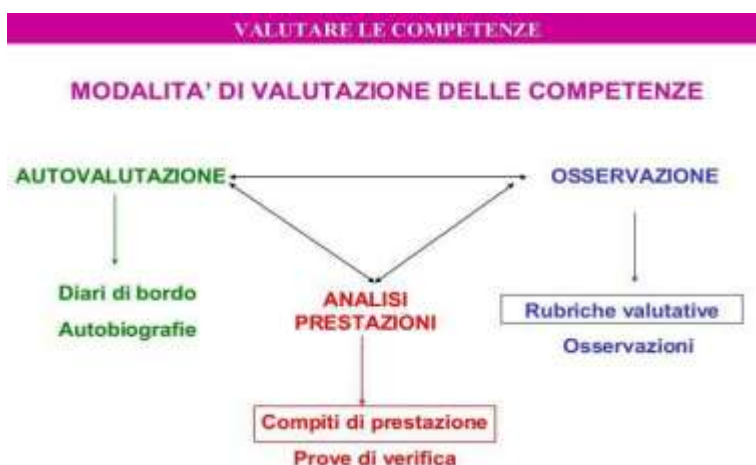 VALUTARE LE COMPETENZE
MODALITA' DI VALUTAZIONE DELLE COMPETENZE
AUTOVALUTAZIONE
OSSERVAZIONE
Diari di bordo
Autobiografie
ANALISI
PRESTAZIONI
Rubriche valutative
Osservazioni
Compiti di prestazione
Prove di verifica